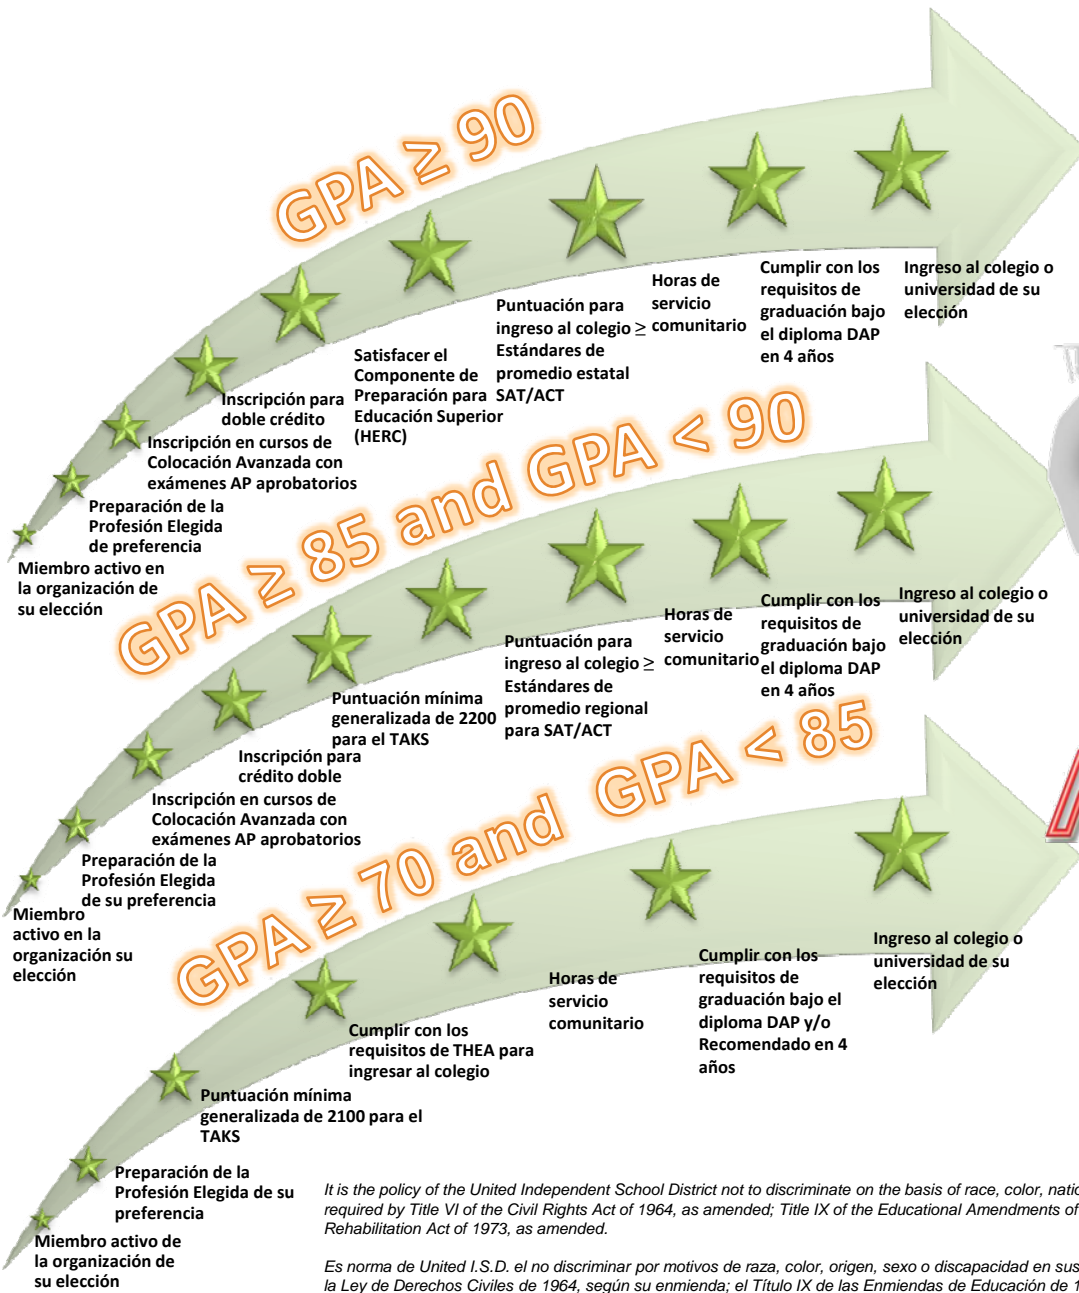 GPA ≥ 90
Miembro activo en
la organización de
su elección
Preparación de la
Profesión Elegida
de preferencia
Inscripción en cursos de
Colocación Avanzada con
exámenes AP aprobatorios
Inscripción para
doble crédito
Satisfacer el
Componente de
Preparación para
Educación Superior
(HERC)
Puntuación para
ingreso al colegio ≥
Estándares de
promedio estatal
SAT/ACT
Horas de
servicio
comunitario
Cumplir con los
requisitos de
graduación bajo
el diploma DAP
en 4 años
Ingreso al colegio o
universidad de su
elección
GPA ≥ 85 and GPA < 90
Miembro
activo en la
organización su
elección
Preparación de la
Profesión Elegida
de su preferencia
Inscripción en cursos de
Colocación Avanzada con
exámenes AP aprobatorios
Inscripción para
crédito doble
Puntuación mínima
generalizada de 2200
para el TAKS
Puntuación para
ingreso al colegio ≥
Estándares de
promedio regional
para SAT/ACT
Horas de
servicio
comunitario
Cumplir con los
requisitos de
graduación bajo
el diploma DAP
en 4 años
Ingreso al colegio o
universidad de su
elección
GPA ≥ 70 and GPA < 85
Miembro activo de
la organización de
su elección
Preparación de la
Profesión Elegida de su
preferencia
Puntuación mínima
generalizada de 2100 para el
TAKS
Cumplir con los
requisitos de THEA para
ingresar al colegio
Horas de
servicio
comunitario
Cumplir con los
requisitos de
graduación bajo el
diploma DAP y/o
Recomendado en 4
años
Ingreso al colegio o
universidad de su
elección
It is the policy of the United Independent School District not to discriminate on the basis of race, color,
required by Title VI of the Civil Rights Act of 1964, as amended; Title IX of the Educational Amendments of
Rehabilitation Act of 1973, as amended.
Es norma de United I.S.D. el no discriminar por motivos de raza, color, origen, sexo o discapacidad en sus
la Ley de Derechos Civiles de 1964, según su enmienda; el Título IX de las Enmiendas de Educación de